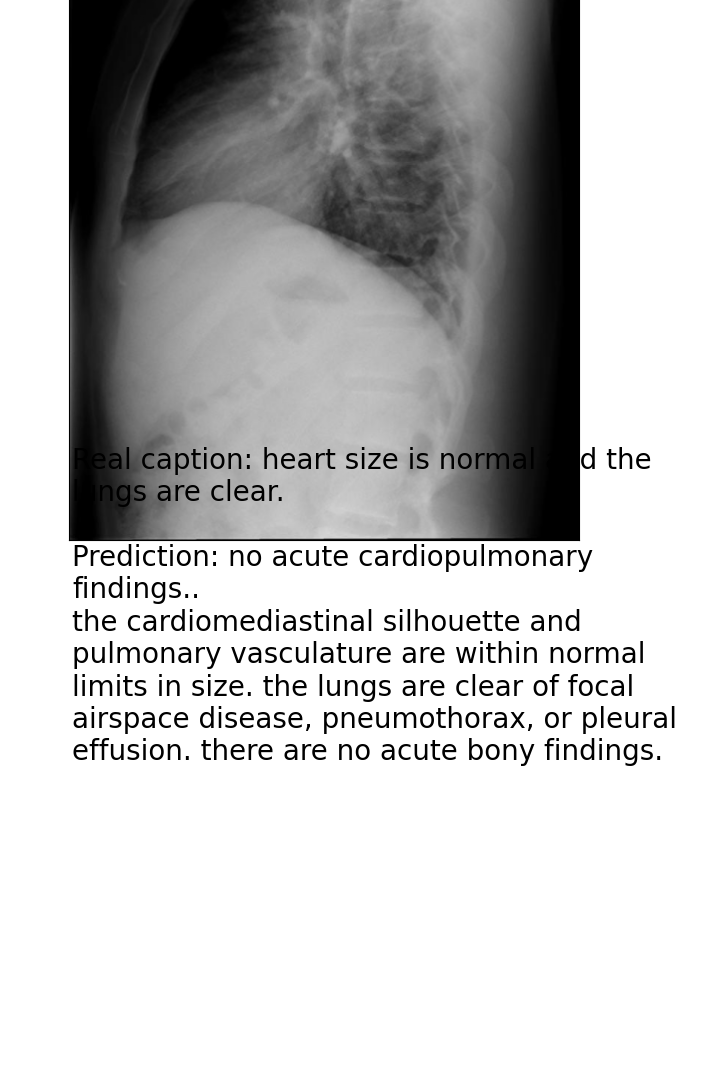 Real caption: heart size is normal and the
lungs are clear.
Prediction: no acute cardiopulmonary
findings..
the cardiomediastinal silhouette and
pulmonary vasculature are within normal
limits in size. the lungs are clear of focal
airspace disease, pneumothorax, or pleural
effusion. there are no acute bony findings.